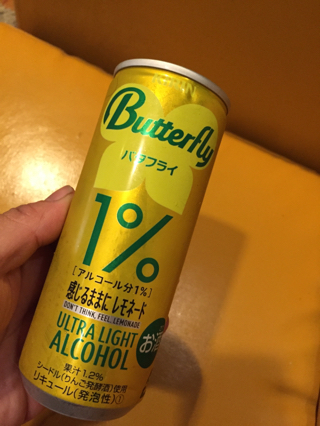 Butterfly
バタフライ
1%
[アルコール分1%]
感じるままに レモネード
DON'T THINK, FEEL. LEMONADE
ULTRA LIGHT
ALCOHOL
お酒
果汁1.2%
シードル(りんご発酵酒)使用
リキュール(発泡性)①